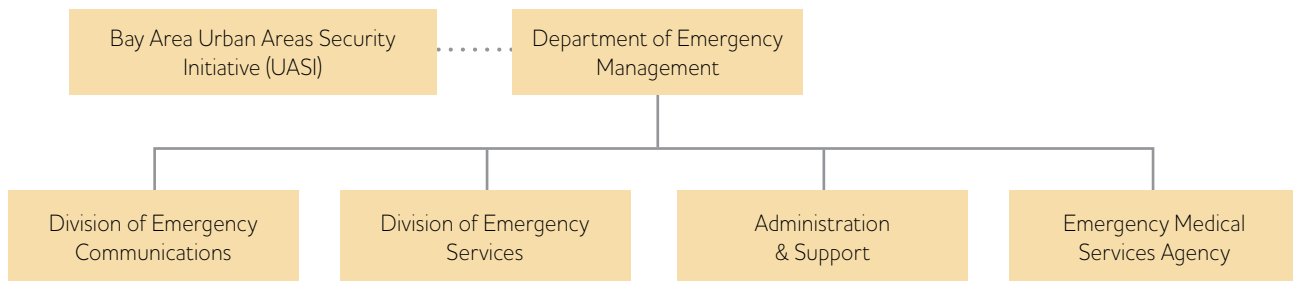 Bay Area Urban Areas Security
Initiative (UASI)
Department of Emergency
Management
Division of Emergency
Communications
Division of Emergency
Services
Administration
& Support
Emergency Medical
Services Agency